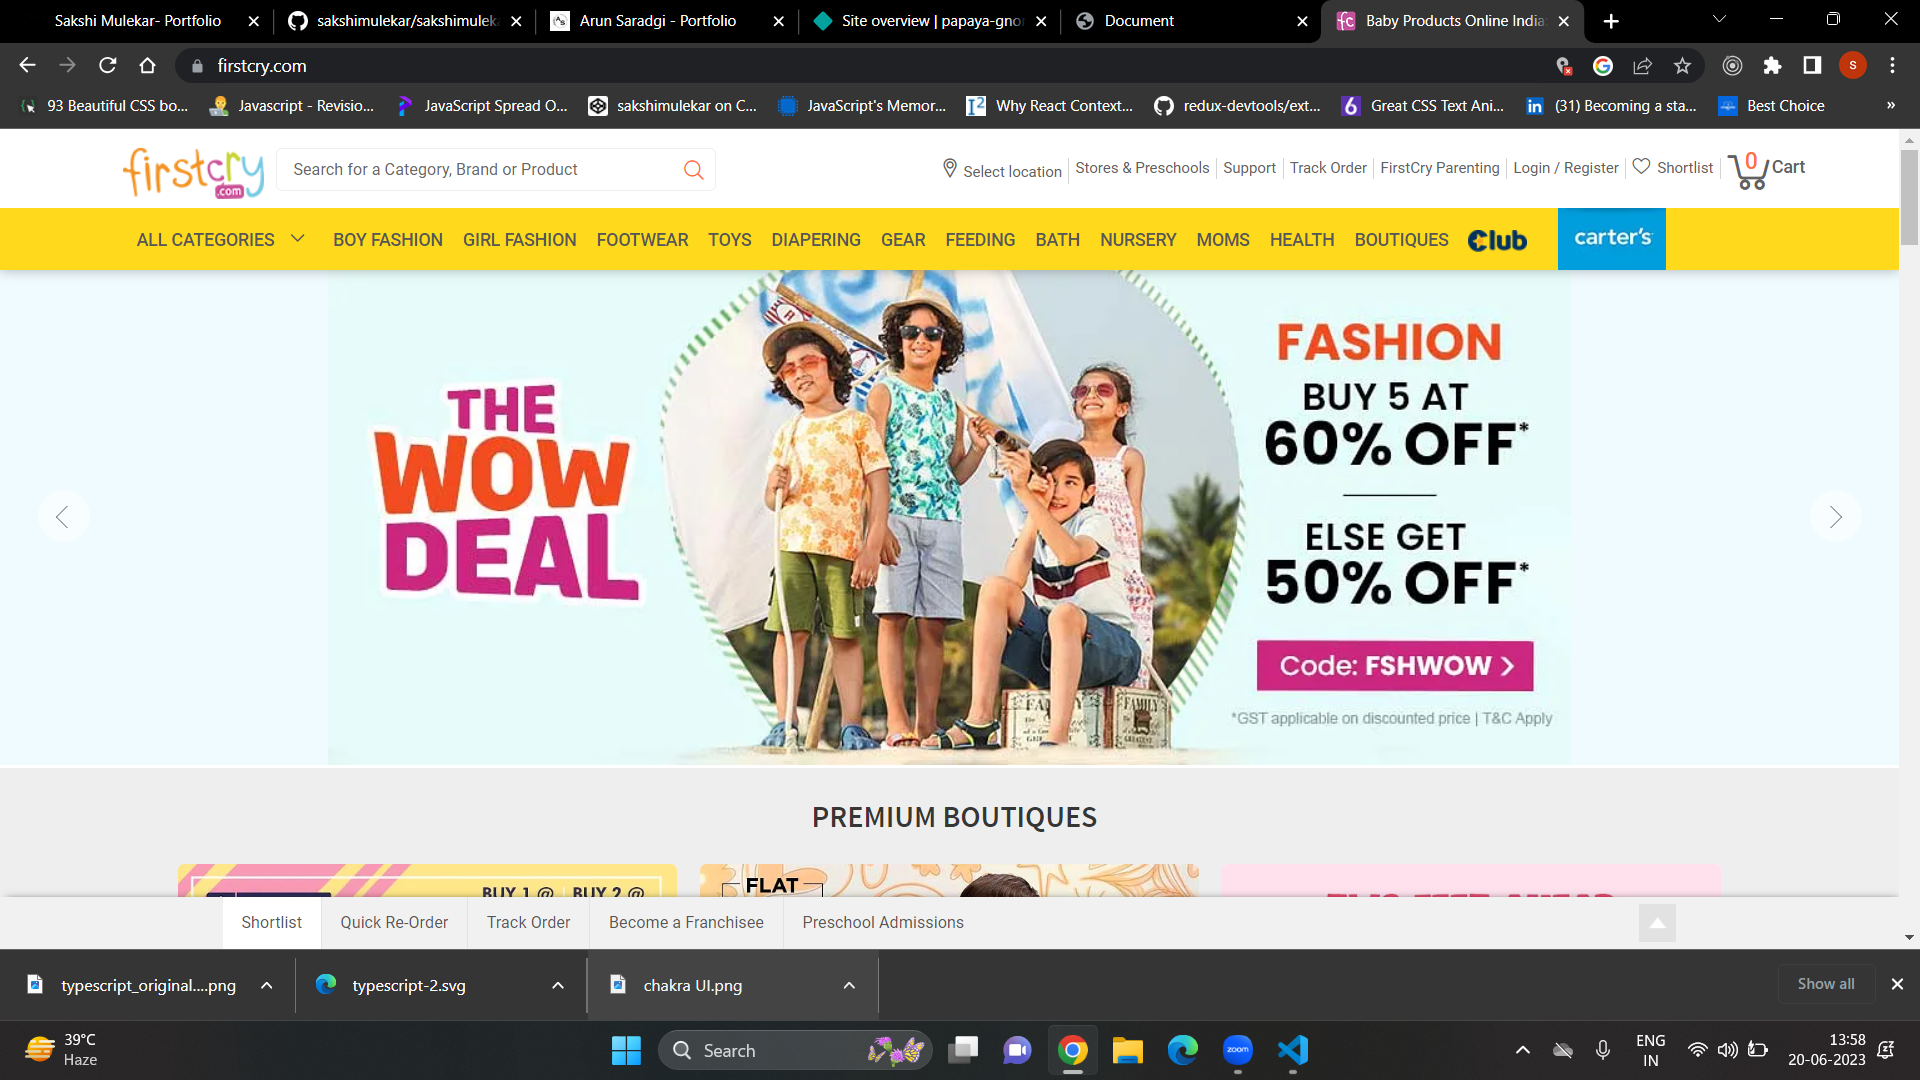 Sakshi Mulekar- Portfolio
sakshimulekar/sakshimulek
Arun Saradgi - Portfolio
Site overview | papaya-gno
Document
Baby Products Online India:
firstcry.com
93 Beautiful CSS bo...
Javascript - Revisio...
JavaScript Spread O...
sakshimulekar on C...
JavaScript's Memor...
Why React Context...
redux-devtools/ext...
Great CSS Text Ani...
(31) Becoming a sta...
Best Choice
»
firstcry
.com
Search for a Category, Brand or Product
Select location
Stores & Preschools
Support
Track Order
FirstCry Parenting
Login / Register
Shortlist
0
Cart
ALL CATEGORIES
BOY FASHION
GIRL FASHION
FOOTWEAR
TOYS
DIAPERING
GEAR
FEEDING
BATH
NURSERY
MOMS
HEALTH
BOUTIQUES
Club
carter's
THE
WOW
DEAL
FASHION
BUY 5 AT
60% OFF*
ELSE GET
50% OFF*
Code: FSHWOW >
*GST applicable on discounted price | T&C Apply
FAMILY
PREMIUM BOUTIQUES
BUY 1 @
BUY 2 @
FLAT
Shortlist
Quick Re-Order
Track Order
Become a Franchisee
Preschool Admissions
typescript_original....png
typescript-2.svg
chakra UI.png
Show all
39°C
Haze
Search
zoom
ENG
IN
13:58
20-06-2023